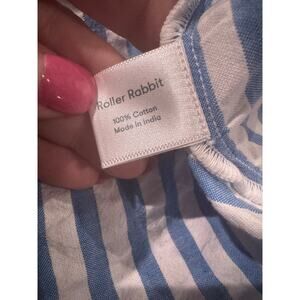 Roller Rabbit
100% Cotton
Made in India